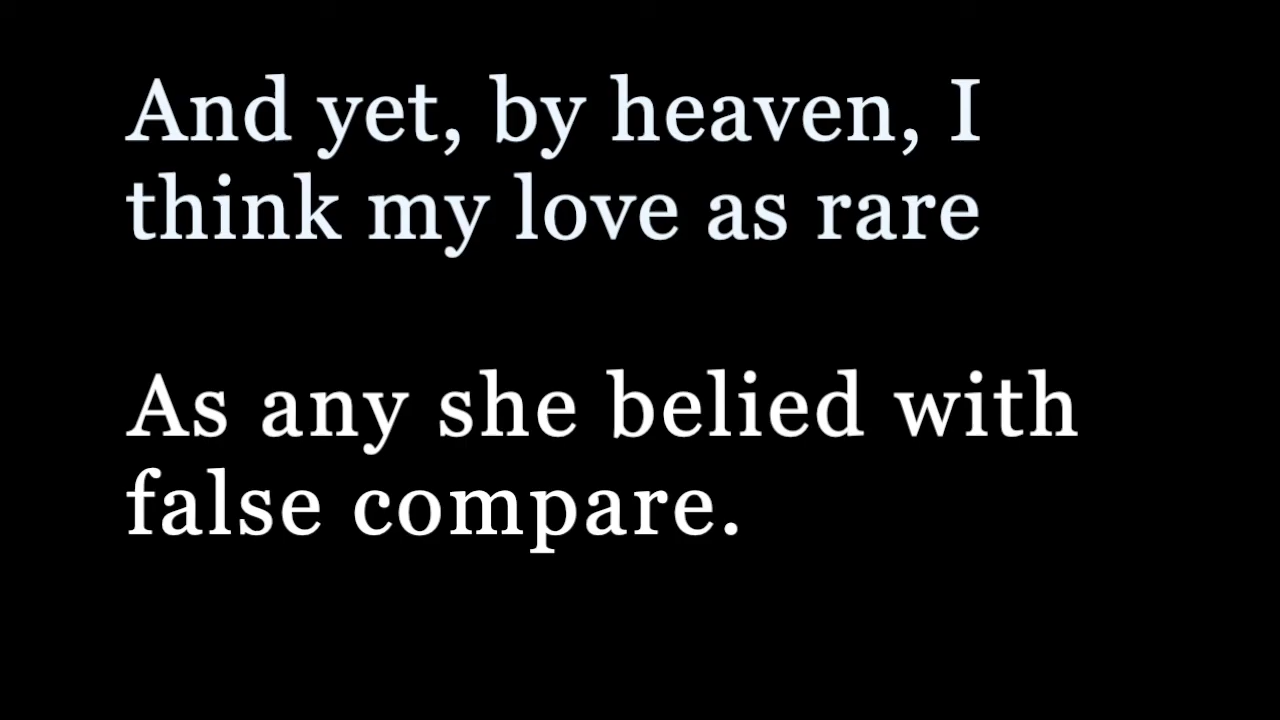 And yet, by heaven, I
think my love as rare
As any she belied with
false compare.